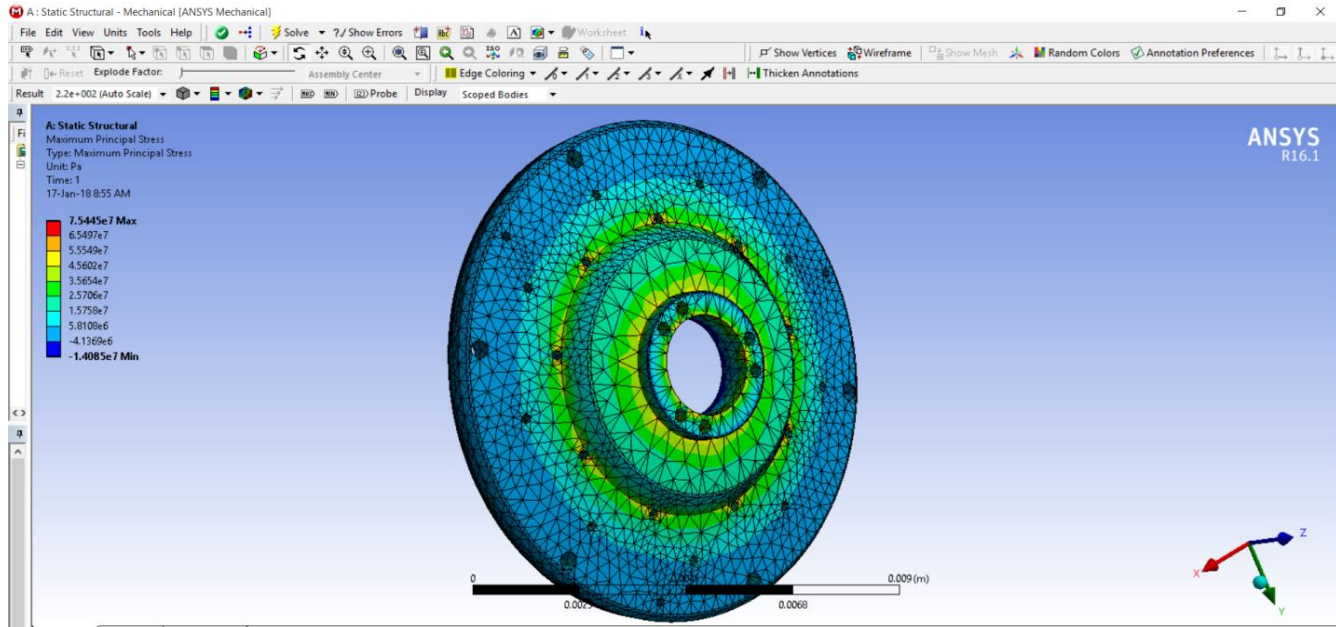 A : Static Structural - Mechanical [ANSYS Mechanical]
File Edit View Units Tools Help Solve ?/ Show Errors Worksheet
Show Vertices Wireframe Show Mesh Random Colors Annotation Preferences
Reset Explode Factor: Assembly Center Edge Coloring Thicken Annotations
Result 2.2e+002 (Auto Scale) MAX MIN Probe Display Scoped Bodies
Fi
A: Static Structural
Maximum Principal Stress
Type: Maximum Principal Stress
Unit: Pa
Time: 1
17-Jan-18 8:55 AM
ANSYS
R16.1
7.5445e7 Max
6.5497e7
5.5549e7
4.5602e7
3.5654e7
2.5706e7
1.5758e7
5.8108e6
-4.1369e6
-1.4085e7 Min
0 0.009 (m)
0.0068
X Y Z